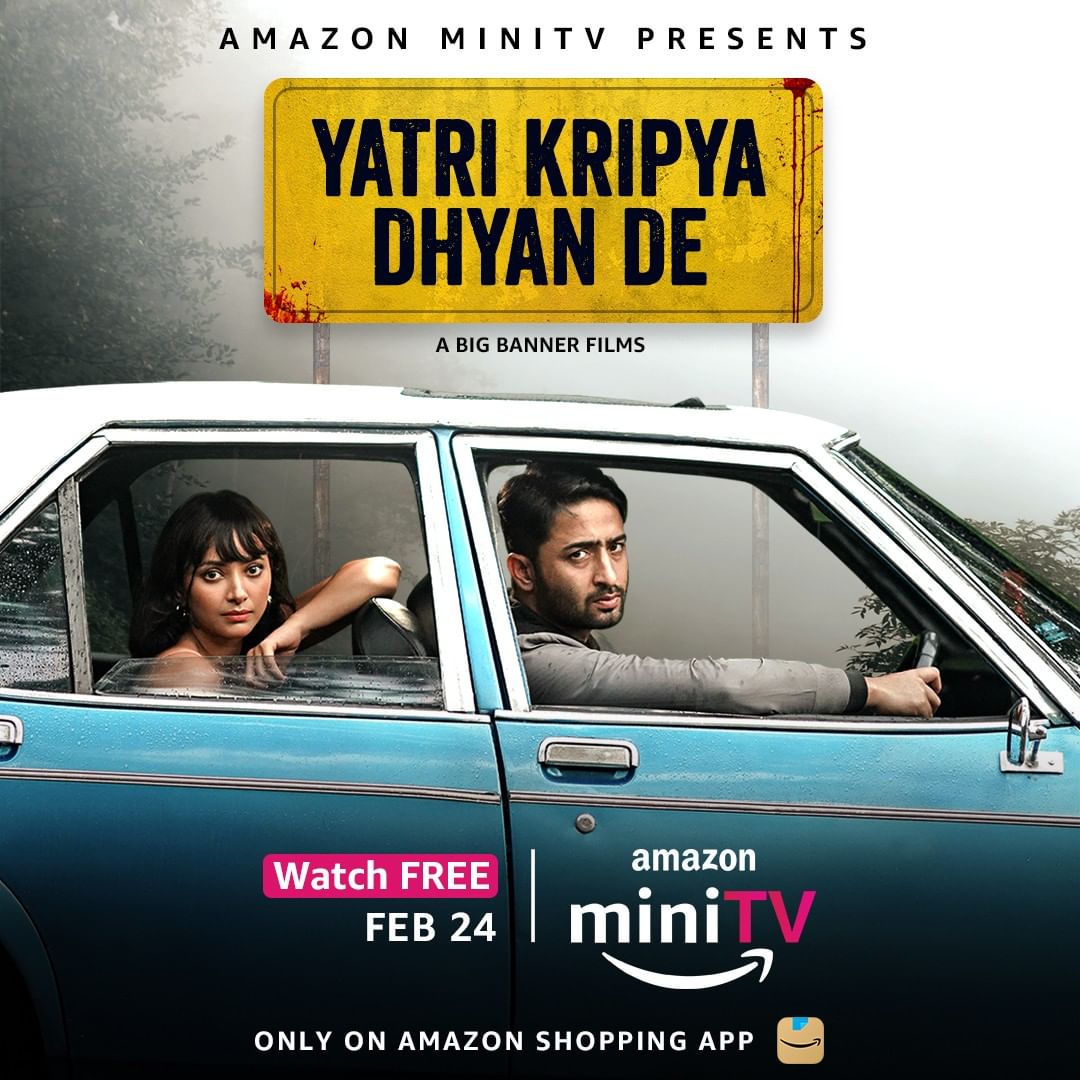 AMAZON MINITV PRESENTS
YATRI KRIPYA
DHYAN DE
A BIG BANNER FILMS
Watch FREE
FEB 24
amazon
miniTV
ONLY ON AMAZON SHOPPING APP